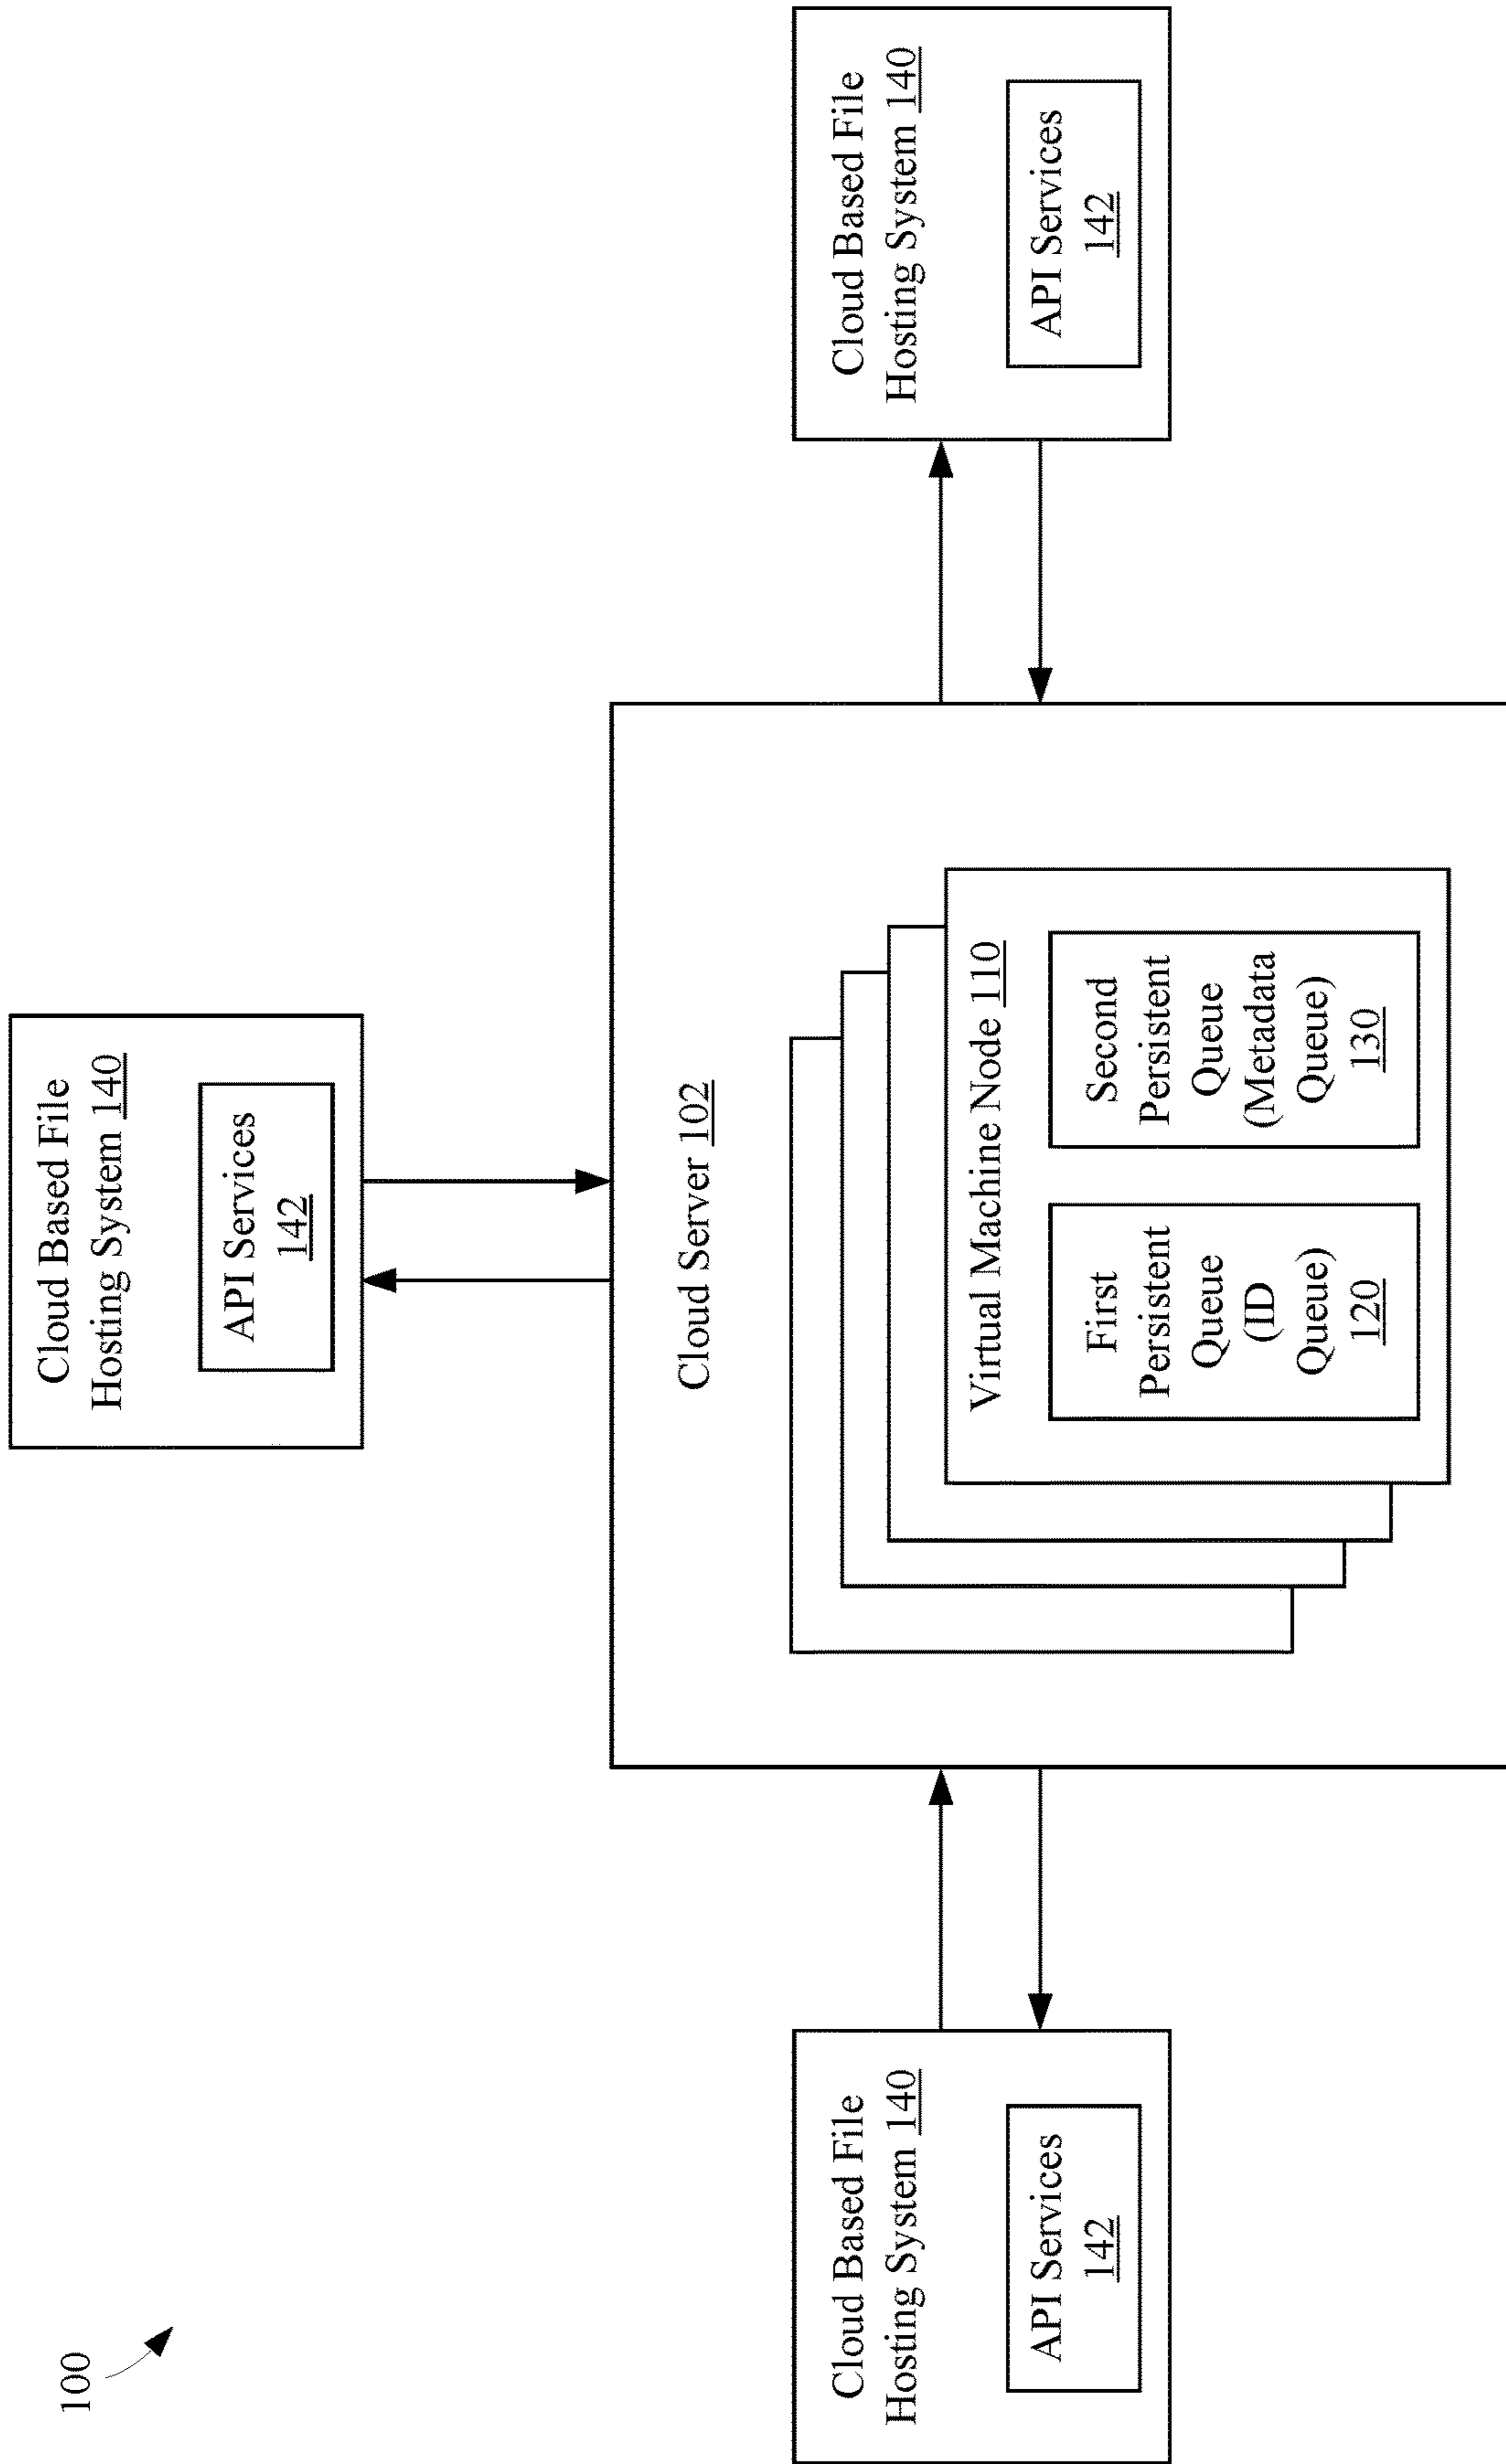 100
Cloud Based File
Hosting System 140
API Services
142
Cloud Based File
Hosting System 140
API Services
142
Cloud Server 102
Virtual Machine Node 110
First
Persistent
Queue
(ID
Queue)
120
Second
Persistent
Queue
(Metadata
Queue)
130
Cloud Based File
Hosting System 140
API Services
142